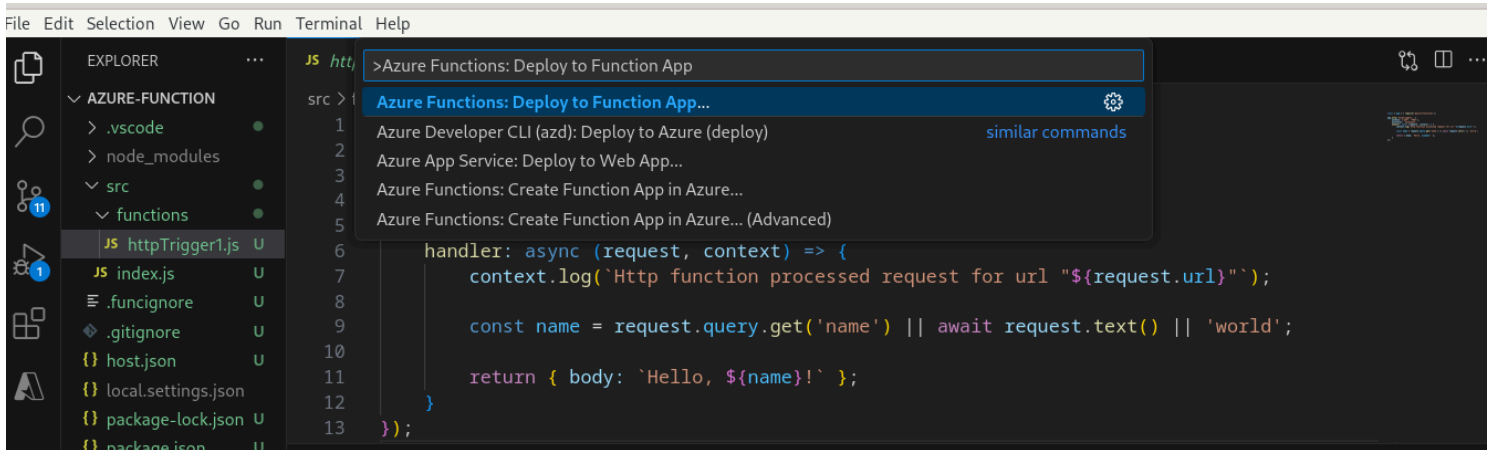 File Edit Selection View Go Run Terminal Help
EXPLORER
AZURE-FUNCTION
.vscode
node_modules
src
functions
JS httpTrigger1.js U
JS index.js U
.funcignore U
.gitignore U
{} host.json U
{} local.settings.json
{} package-lock.json U
{} package.json U
11
1
JS htt
src >
>Azure Functions: Deploy to Function App
Azure Functions: Deploy to Function App...
Azure Developer CLI (azd): Deploy to Azure (deploy) similar commands
Azure App Service: Deploy to Web App...
Azure Functions: Create Function App in Azure...
Azure Functions: Create Function App in Azure... (Advanced)
1
2
3
4
5
6 handler: async (request, context) => {
7 context.log(`Http function processed request for url "${request.url}"`);
8
9 const name = request.query.get('name') || await request.text() || 'world';
10
11 return { body: `Hello, ${name}!` };
12 }
13 });